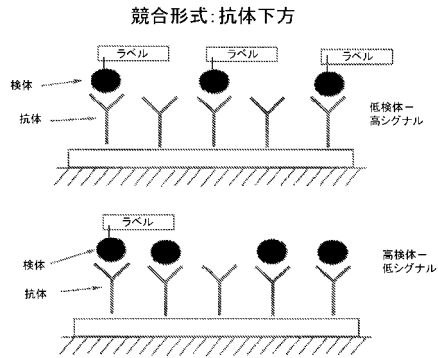 競合形式:抗体下方
ラベル
ラベル
ラベル
検体
抗体
低検体－
高シグナル
ラベル
検体
抗体
高検体－
低シグナル